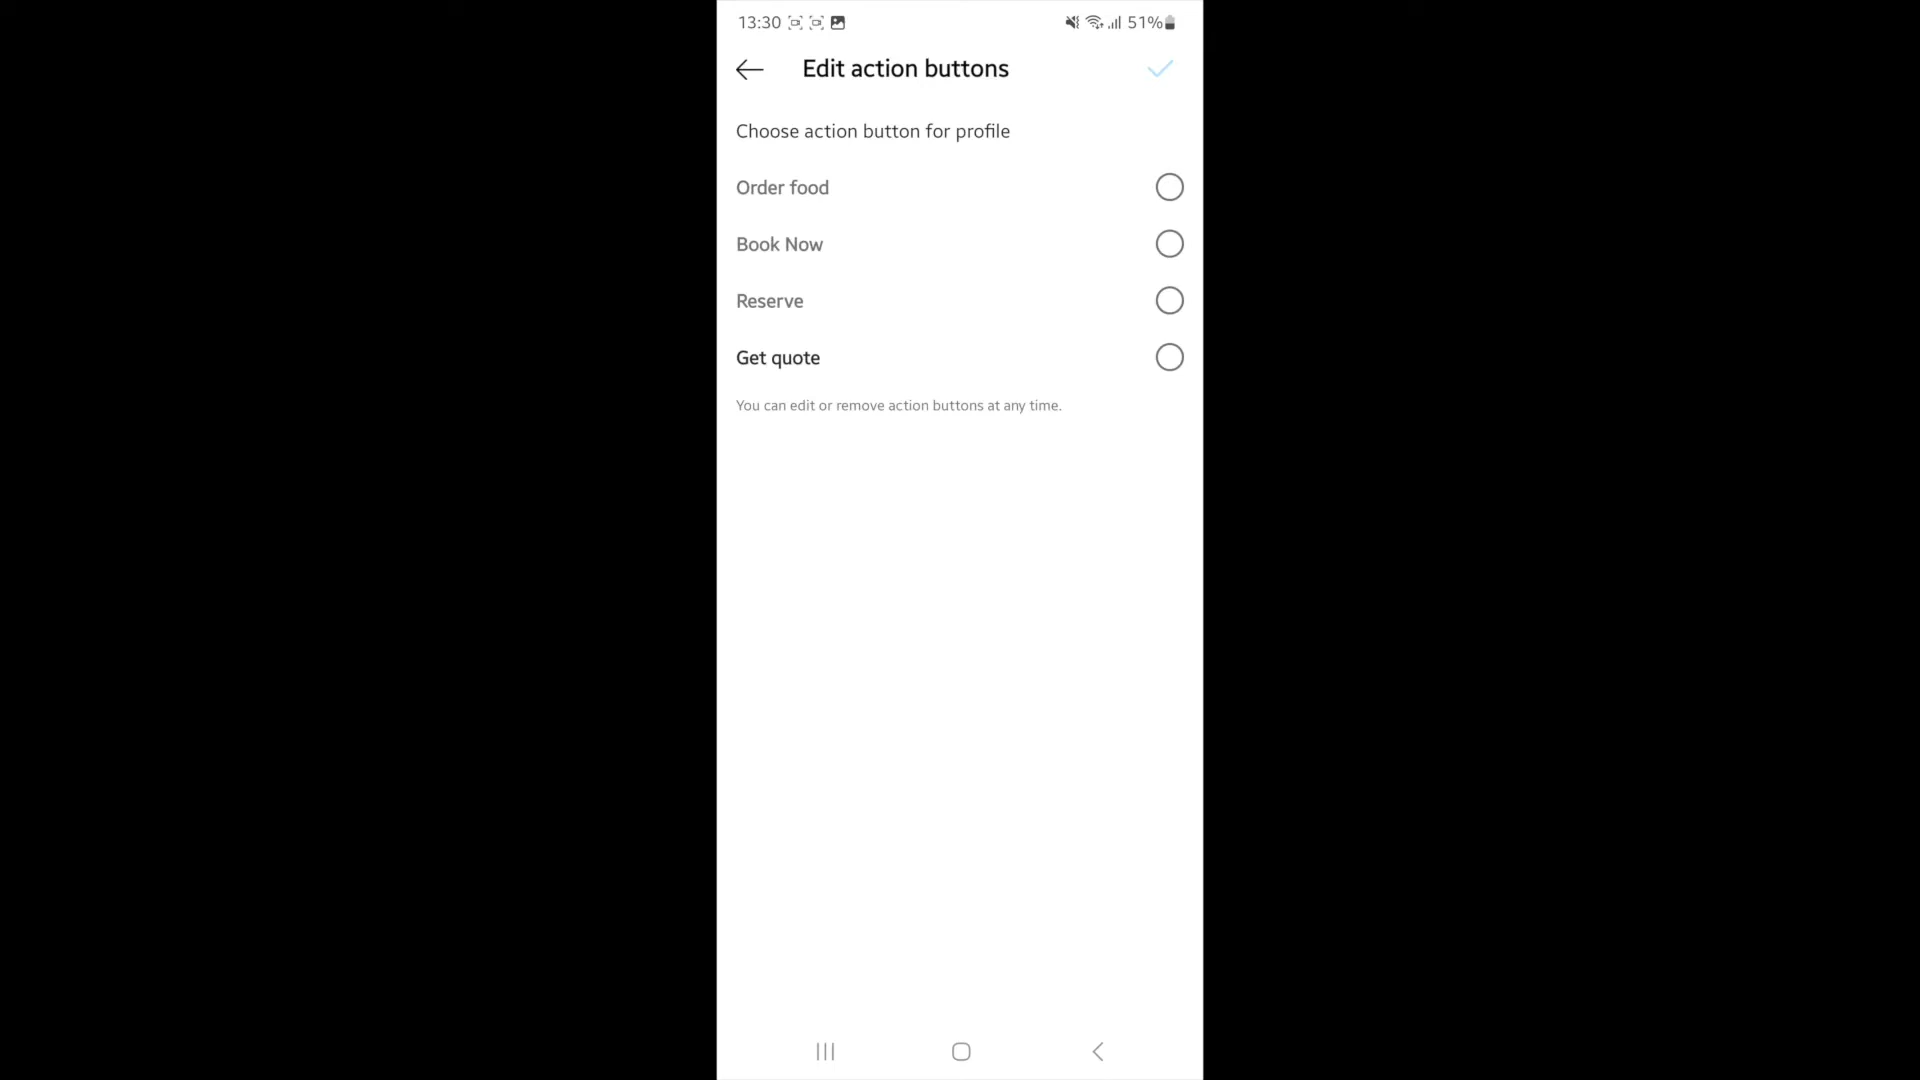 13:30 51%
Edit action buttons
Choose action button for profile
Order food
Book Now
Reserve
Get quote
You can edit or remove action buttons at any time.